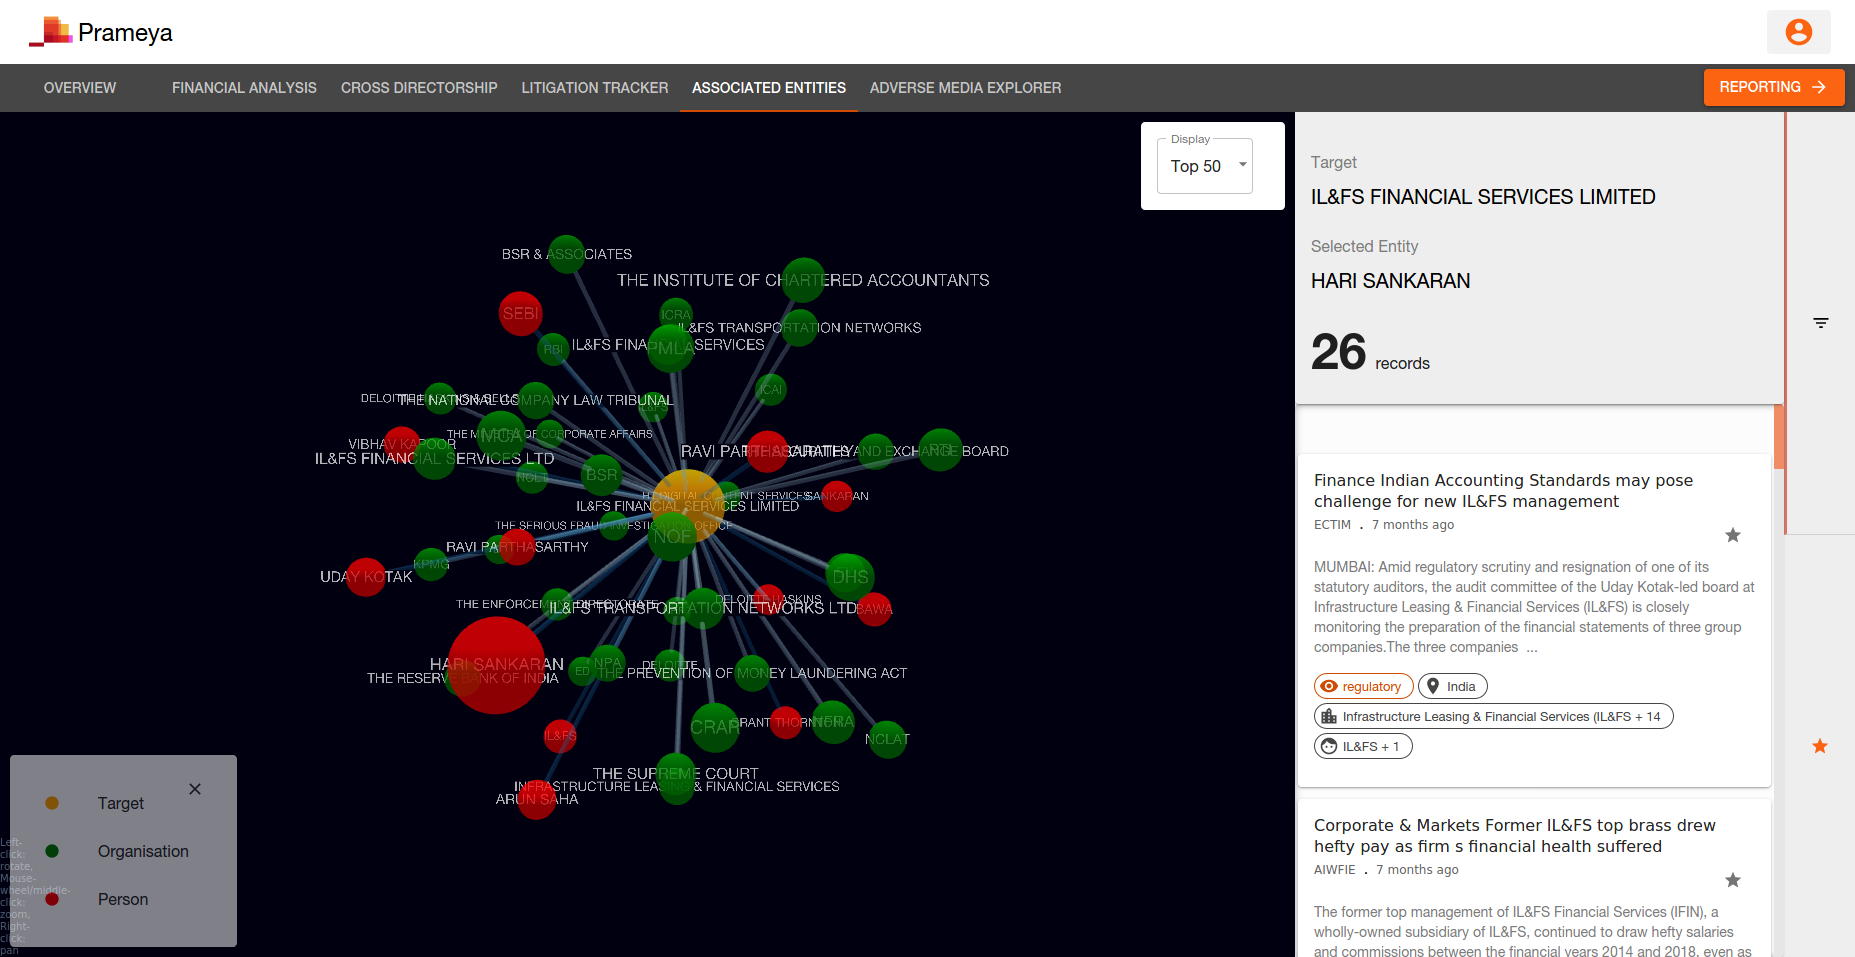 Prameya
OVERVIEW
FINANCIAL ANALYSIS
CROSS DIRECTORSHIP
LITIGATION TRACKER
ASSOCIATED ENTITIES
ADVERSE MEDIA EXPLORER
REPORTING
Display
Top 50
BSR & ASSOCIATES
THE INSTITUTE OF CHARTERED ACCOUNTANTS
SEBI
ICRA
IL&FS TRANSPORTATION NETWORKS
RBI
IL&FS FINANCIAL SERVICES
PMLA
ICAI
THE NATIONAL COMPANY LAW TRIBUNAL
IL&FS
THE MINISTRY OF CORPORATE AFFAIRS
MCA
VIBHAV KAPOOR
IL&FS FINANCIAL SERVICES LTD
RAVI PARTHASARATHY
AND EXCHANGE BOARD
NCLT
BSR
SANKARAN
IL&FS FINANCIAL SERVICES LIMITED
THE SERIOUS FRAUD INVESTIGATION OFFICE
NOF
RAVI PARTHASARTHY
KPMG
UDAY KOTAK
DHS
THE ENFORCEMENT DIRECTORATE
IL&FS TRANSPORTATION NETWORKS LTD
DELOITTE HASKINS
BAWA
HARI SANKARAN
THE RESERVE BANK OF INDIA
ED
NPA
DELOITTE
THE PREVENTION OF MONEY LAUNDERING ACT
CRAR
GRANT THORNTON
NFRA
NCLAT
IL&FS
THE SUPREME COURT
INFRASTRUCTURE LEASING & FINANCIAL SERVICES
ARUN SAHA
Target
Organisation
Person
Left-
click:
rotate,
Mouse-
wheel/middle-
click:
zoom,
Right-
click:
pan
Target
IL&FS FINANCIAL SERVICES LIMITED
Selected Entity
HARI SANKARAN
26 records
Finance Indian Accounting Standards may pose
challenge for new IL&FS management
ECTIM . 7 months ago
MUMBAI: Amid regulatory scrutiny and resignation of one of its
statutory auditors, the audit committee of the Uday Kotak-led board at
Infrastructure Leasing & Financial Services (IL&FS) is closely
monitoring the preparation of the financial statements of three group
companies.The three companies ...
regulatory
India
Infrastructure Leasing & Financial Services (IL&FS + 14
IL&FS + 1
Corporate & Markets Former IL&FS top brass drew
hefty pay as firm s financial health suffered
AIWFIE . 7 months ago
The former top management of IL&FS Financial Services (IFIN), a
wholly-owned subsidiary of IL&FS, continued to draw hefty salaries
and commissions between the financial years 2014 and 2018, even as